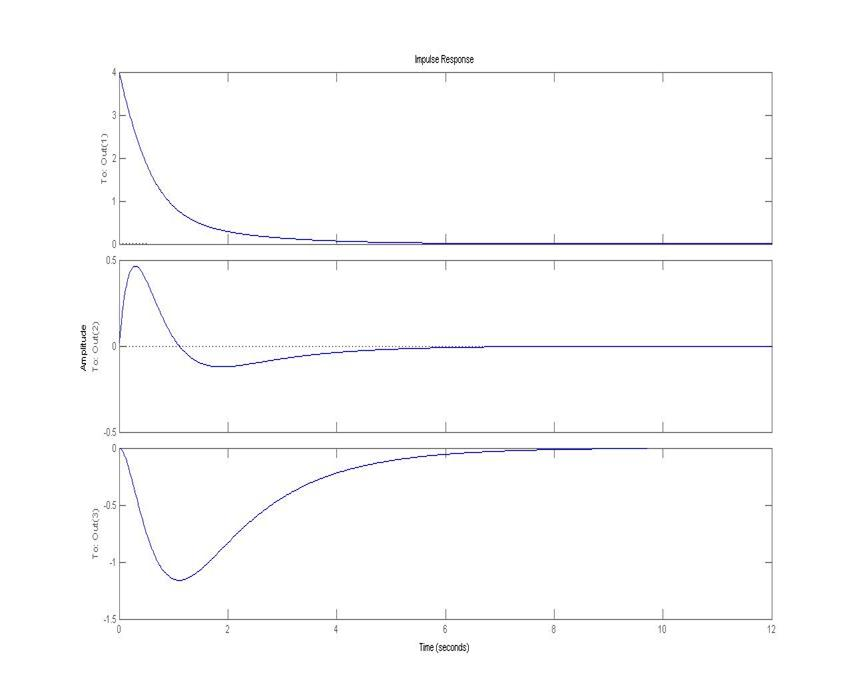 Impulse Response
4
3
2
1
0
To: Out(1)
0.5
0
-0.5
Amplitude
To: Out(2)
0
-0.5
-1
-1.5
To: Out(3)
0 2 4 6 8 10 12
Time (seconds)